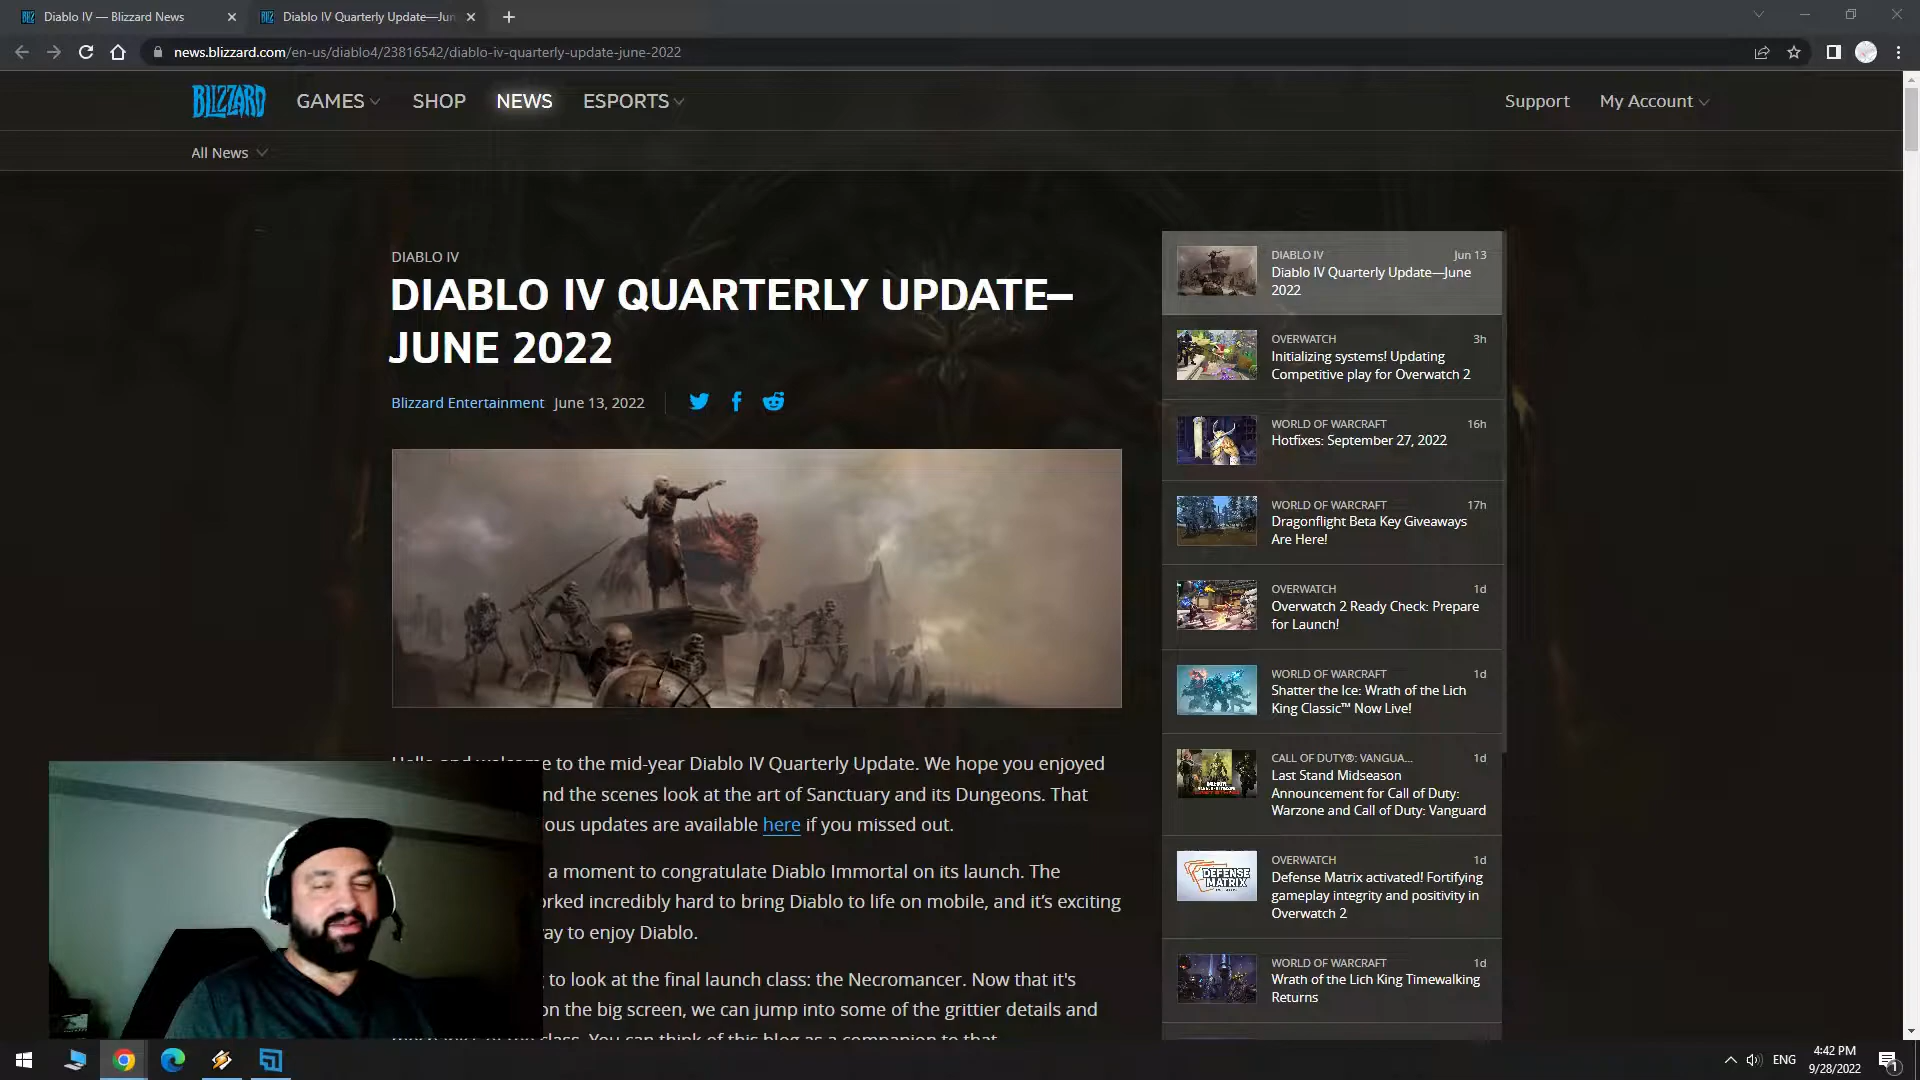 Diablo IV — Blizzard News
Diablo IV Quarterly Update—Jun
news.blizzard.com/en-us/diablo4/23816542/diablo-iv-quarterly-update-june-2022
BLIZZARD
GAMES
SHOP
NEWS
ESPORTS
Support
My Account
All News
DIABLO IV
DIABLO IV QUARTERLY UPDATE—
JUNE 2022
Blizzard Entertainment June 13, 2022
to the mid-year Diablo IV Quarterly Update. We hope you enjoyed
nd the scenes look at the art of Sanctuary and its Dungeons. That
ous updates are available here if you missed out.
a moment to congratulate Diablo Immortal on its launch. The
orked incredibly hard to bring Diablo to life on mobile, and it's exciting
ay to enjoy Diablo.
to look at the final launch class: the Necromancer. Now that it's
on the big screen, we can jump into some of the grittier details and
class. You can think of this blog as a companion to that
DIABLO IV Jun 13
Diablo IV Quarterly Update—June
2022
OVERWATCH 3h
Initializing systems! Updating
Competitive play for Overwatch 2
WORLD OF WARCRAFT 16h
Hotfixes: September 27, 2022
WORLD OF WARCRAFT 17h
Dragonflight Beta Key Giveaways
Are Here!
OVERWATCH 1d
Overwatch 2 Ready Check: Prepare
for Launch!
WORLD OF WARCRAFT 1d
Shatter the Ice: Wrath of the Lich
King Classic™ Now Live!
CALL OF DUTY®: VANGUA... 1d
Last Stand Midseason
Announcement for Call of Duty:
Warzone and Call of Duty: Vanguard
DEFENSE
MATRIX
OVERWATCH 1d
Defense Matrix activated! Fortifying
gameplay integrity and positivity in
Overwatch 2
WORLD OF WARCRAFT 1d
Wrath of the Lich King Timewalking
Returns
ENG
4:42 PM
9/28/2022
1